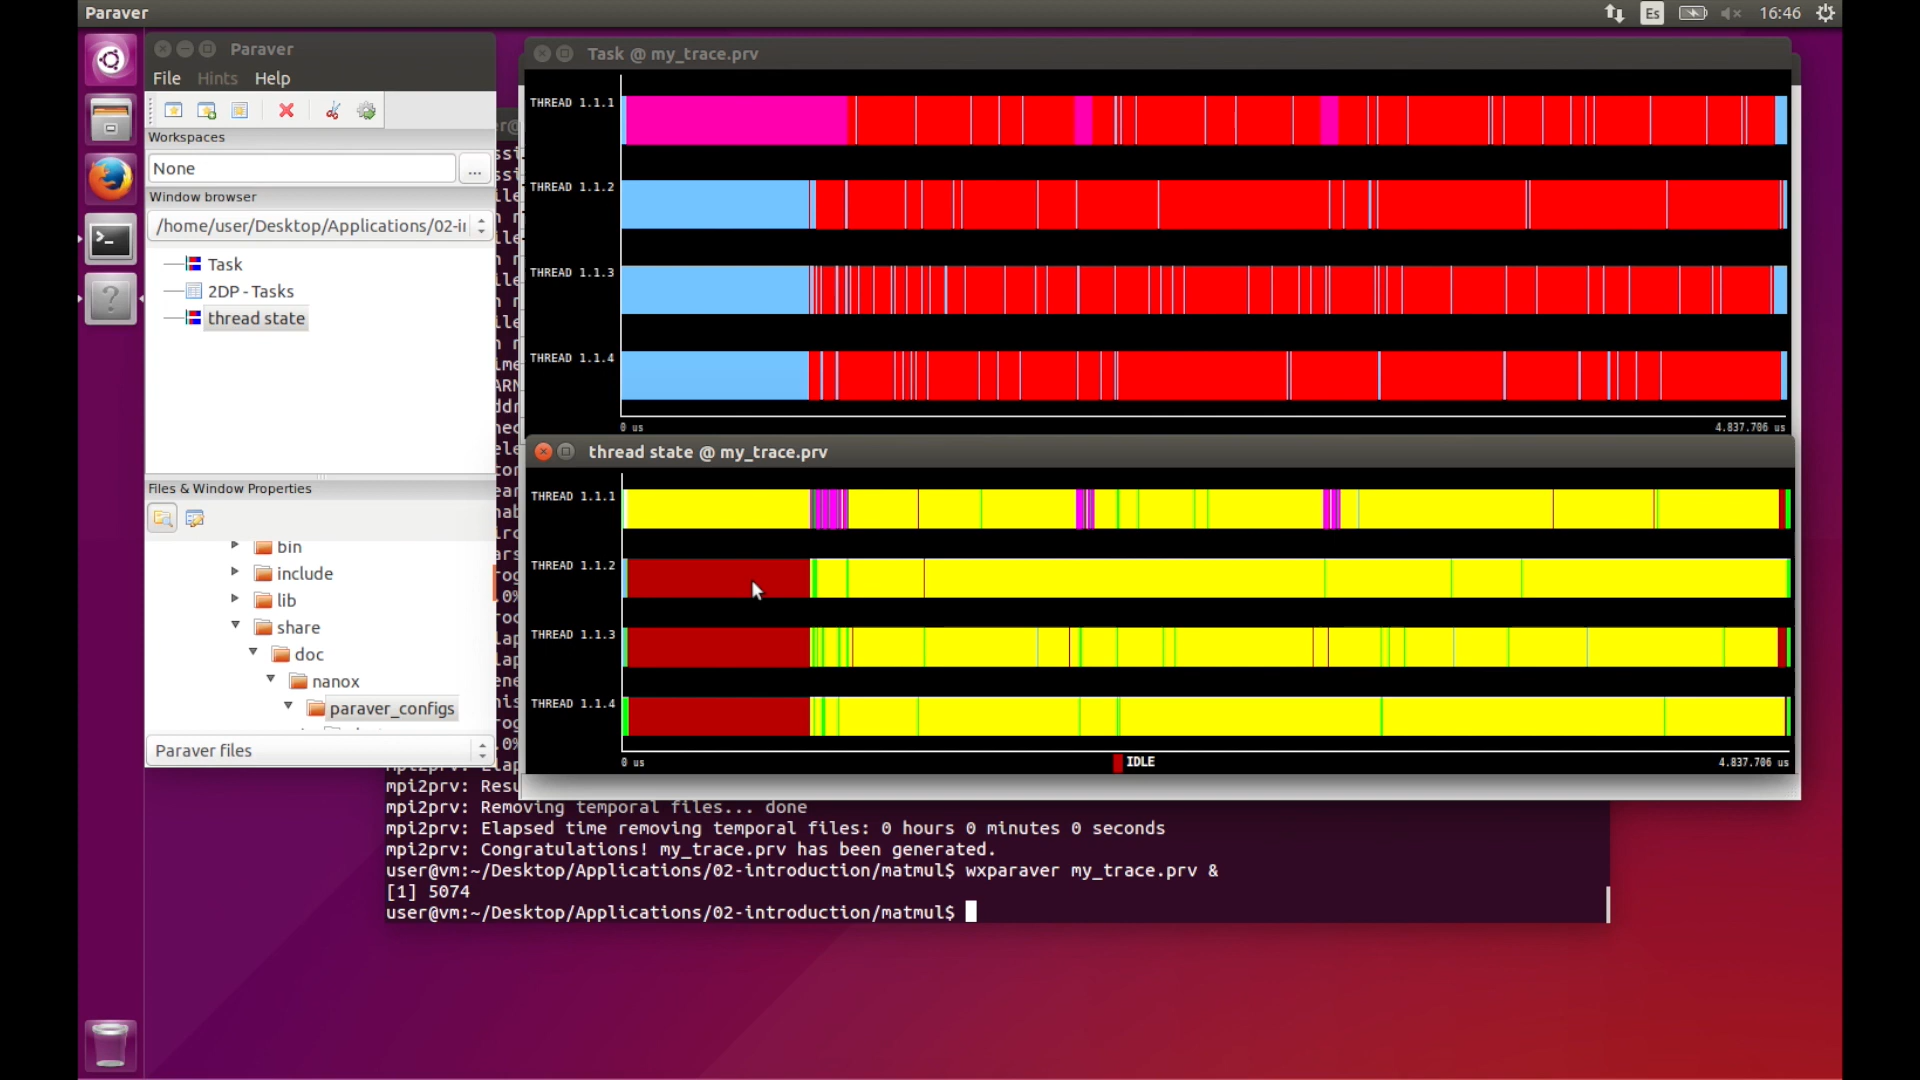 Paraver
Es
16:46
Paraver
File Hints Help
Workspaces
None
...
Window browser
/home/user/Desktop/Applications/02-i
Task
2DP - Tasks
thread state
Files & Window Properties
bin
include
lib
share
doc
nanox
paraver_configs
Paraver files
Task @ my_trace.prv
THREAD 1.1.1
THREAD 1.1.2
THREAD 1.1.3
THREAD 1.1.4
0 us
4.837.706 us
thread state @ my_trace.prv
THREAD 1.1.1
THREAD 1.1.2
THREAD 1.1.3
THREAD 1.1.4
0 us
IDLE
4.837.706 us
mpi2prv: Resu
mpi2prv: Removing temporal files... done
mpi2prv: Elapsed time removing temporal files: 0 hours 0 minutes 0 seconds
mpi2prv: Congratulations! my_trace.prv has been generated.
user@vm:~/Desktop/Applications/02-introduction/matmul$ wxparaver my_trace.prv &
[1] 5074
user@vm:~/Desktop/Applications/02-introduction/matmul$